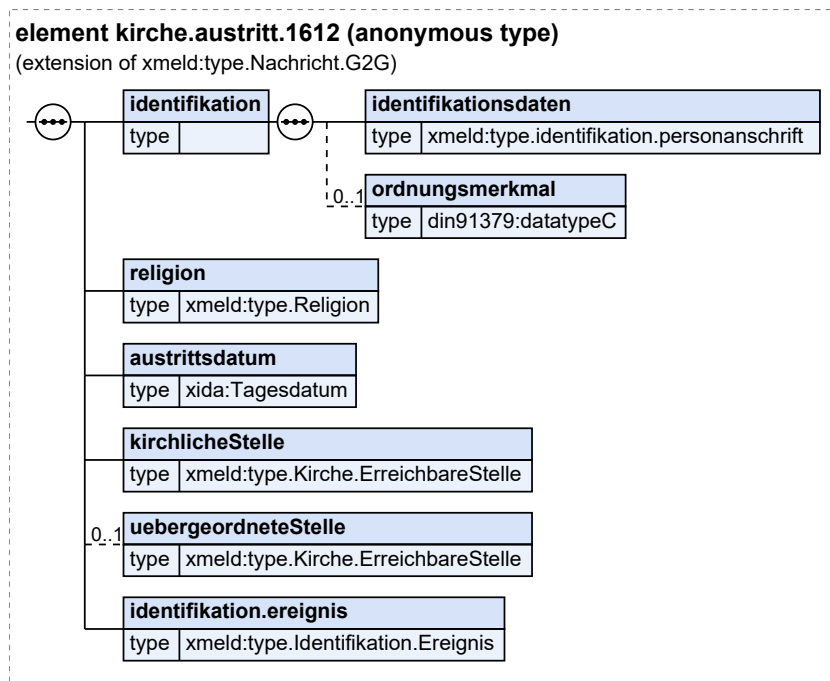 element kirche.austritt.1612 (anonymous type)
(extension of xmeld:type.Nachricht.G2G)
identifikation
type
identifikationsdaten
type xmeld:type.identifikation.personanschrift
0..1
ordnungsmerkmal
type din91379:datatypeC
religion
type xmeld:type.Religion
austrittsdatum
type xida:Tagesdatum
kirchlicheStelle
type xmeld:type.Kirche.ErreichbareStelle
0..1
uebergeordneteStelle
type xmeld:type.Kirche.ErreichbareStelle
identifikation.ereignis
type xmeld:type.Identifikation.Ereignis